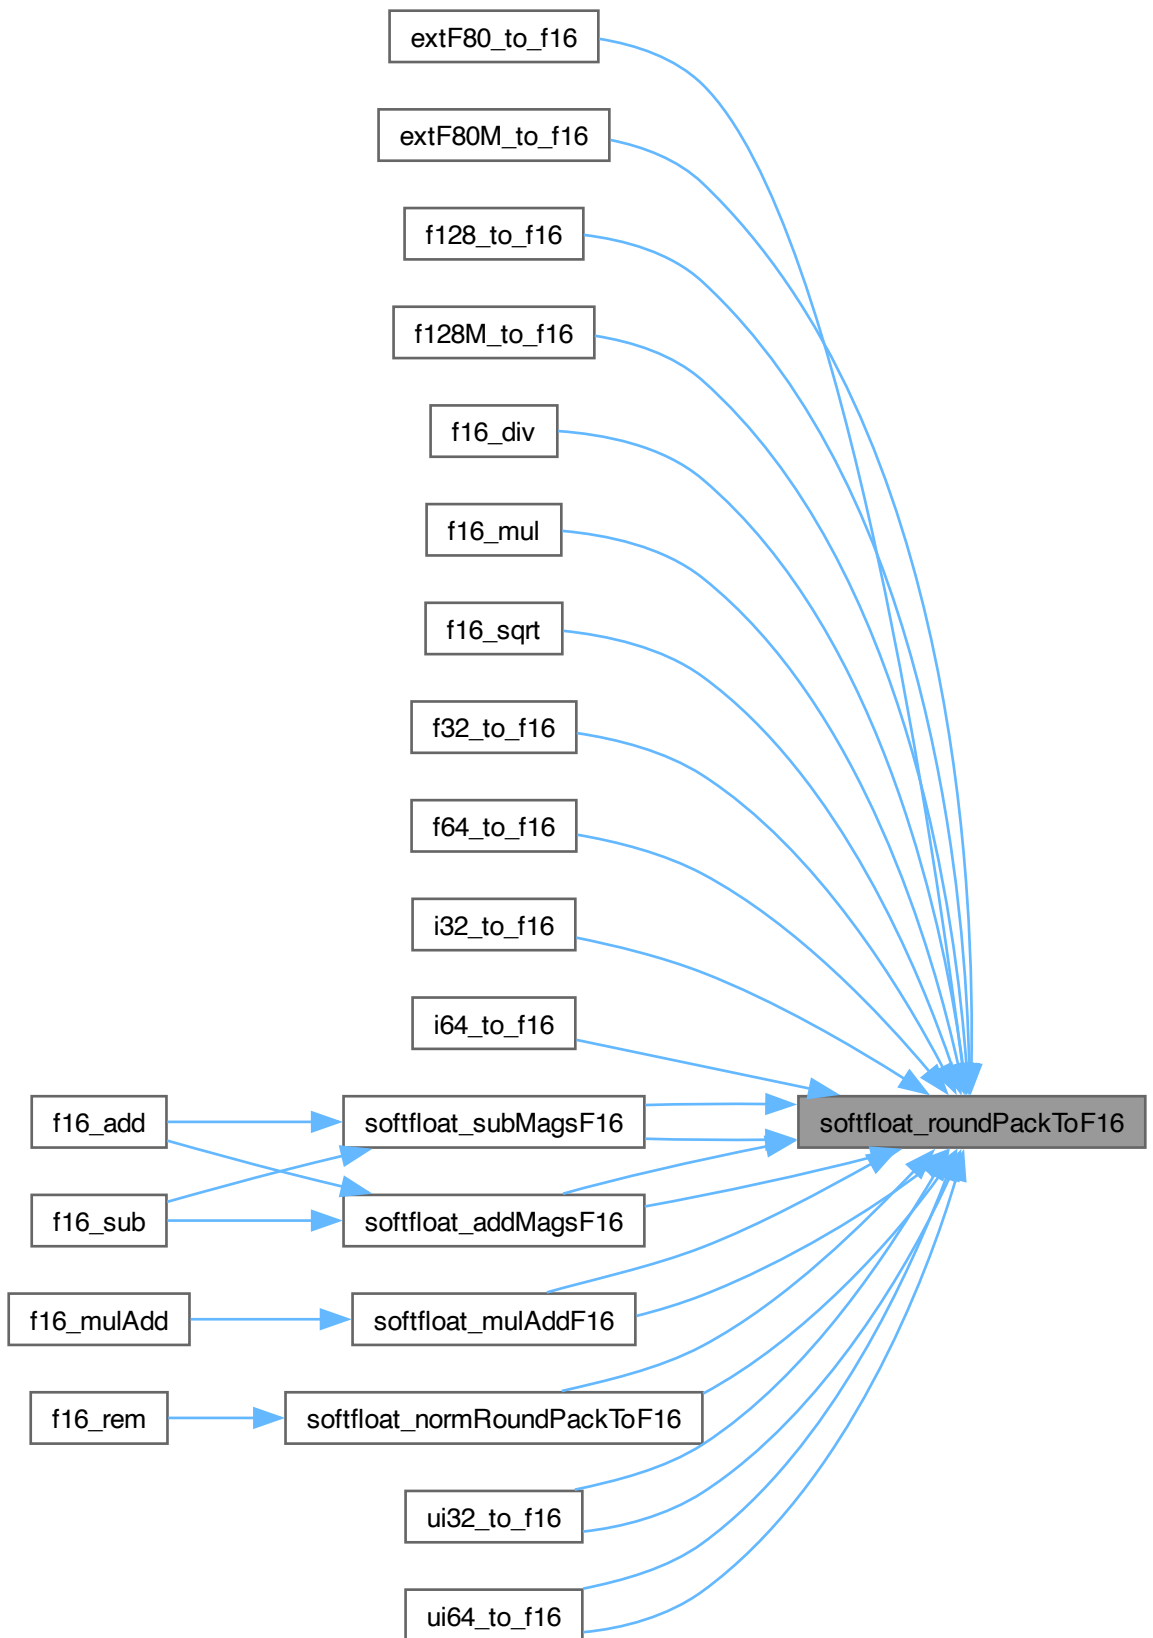 extF80_to_f16
extF80M_to_f16
f128_to_f16
f128M_to_f16
f16_div
f16_mul
f16_sqrt
f32_to_f16
f64_to_f16
i32_to_f16
i64_to_f16
f16_add
softfloat_subMagsF16
softfloat_roundPackToF16
f16_sub
softfloat_addMagsF16
f16_mulAdd
softfloat_mulAddF16
f16_rem
softfloat_normRoundPackToF16
ui32_to_f16
ui64_to_f16